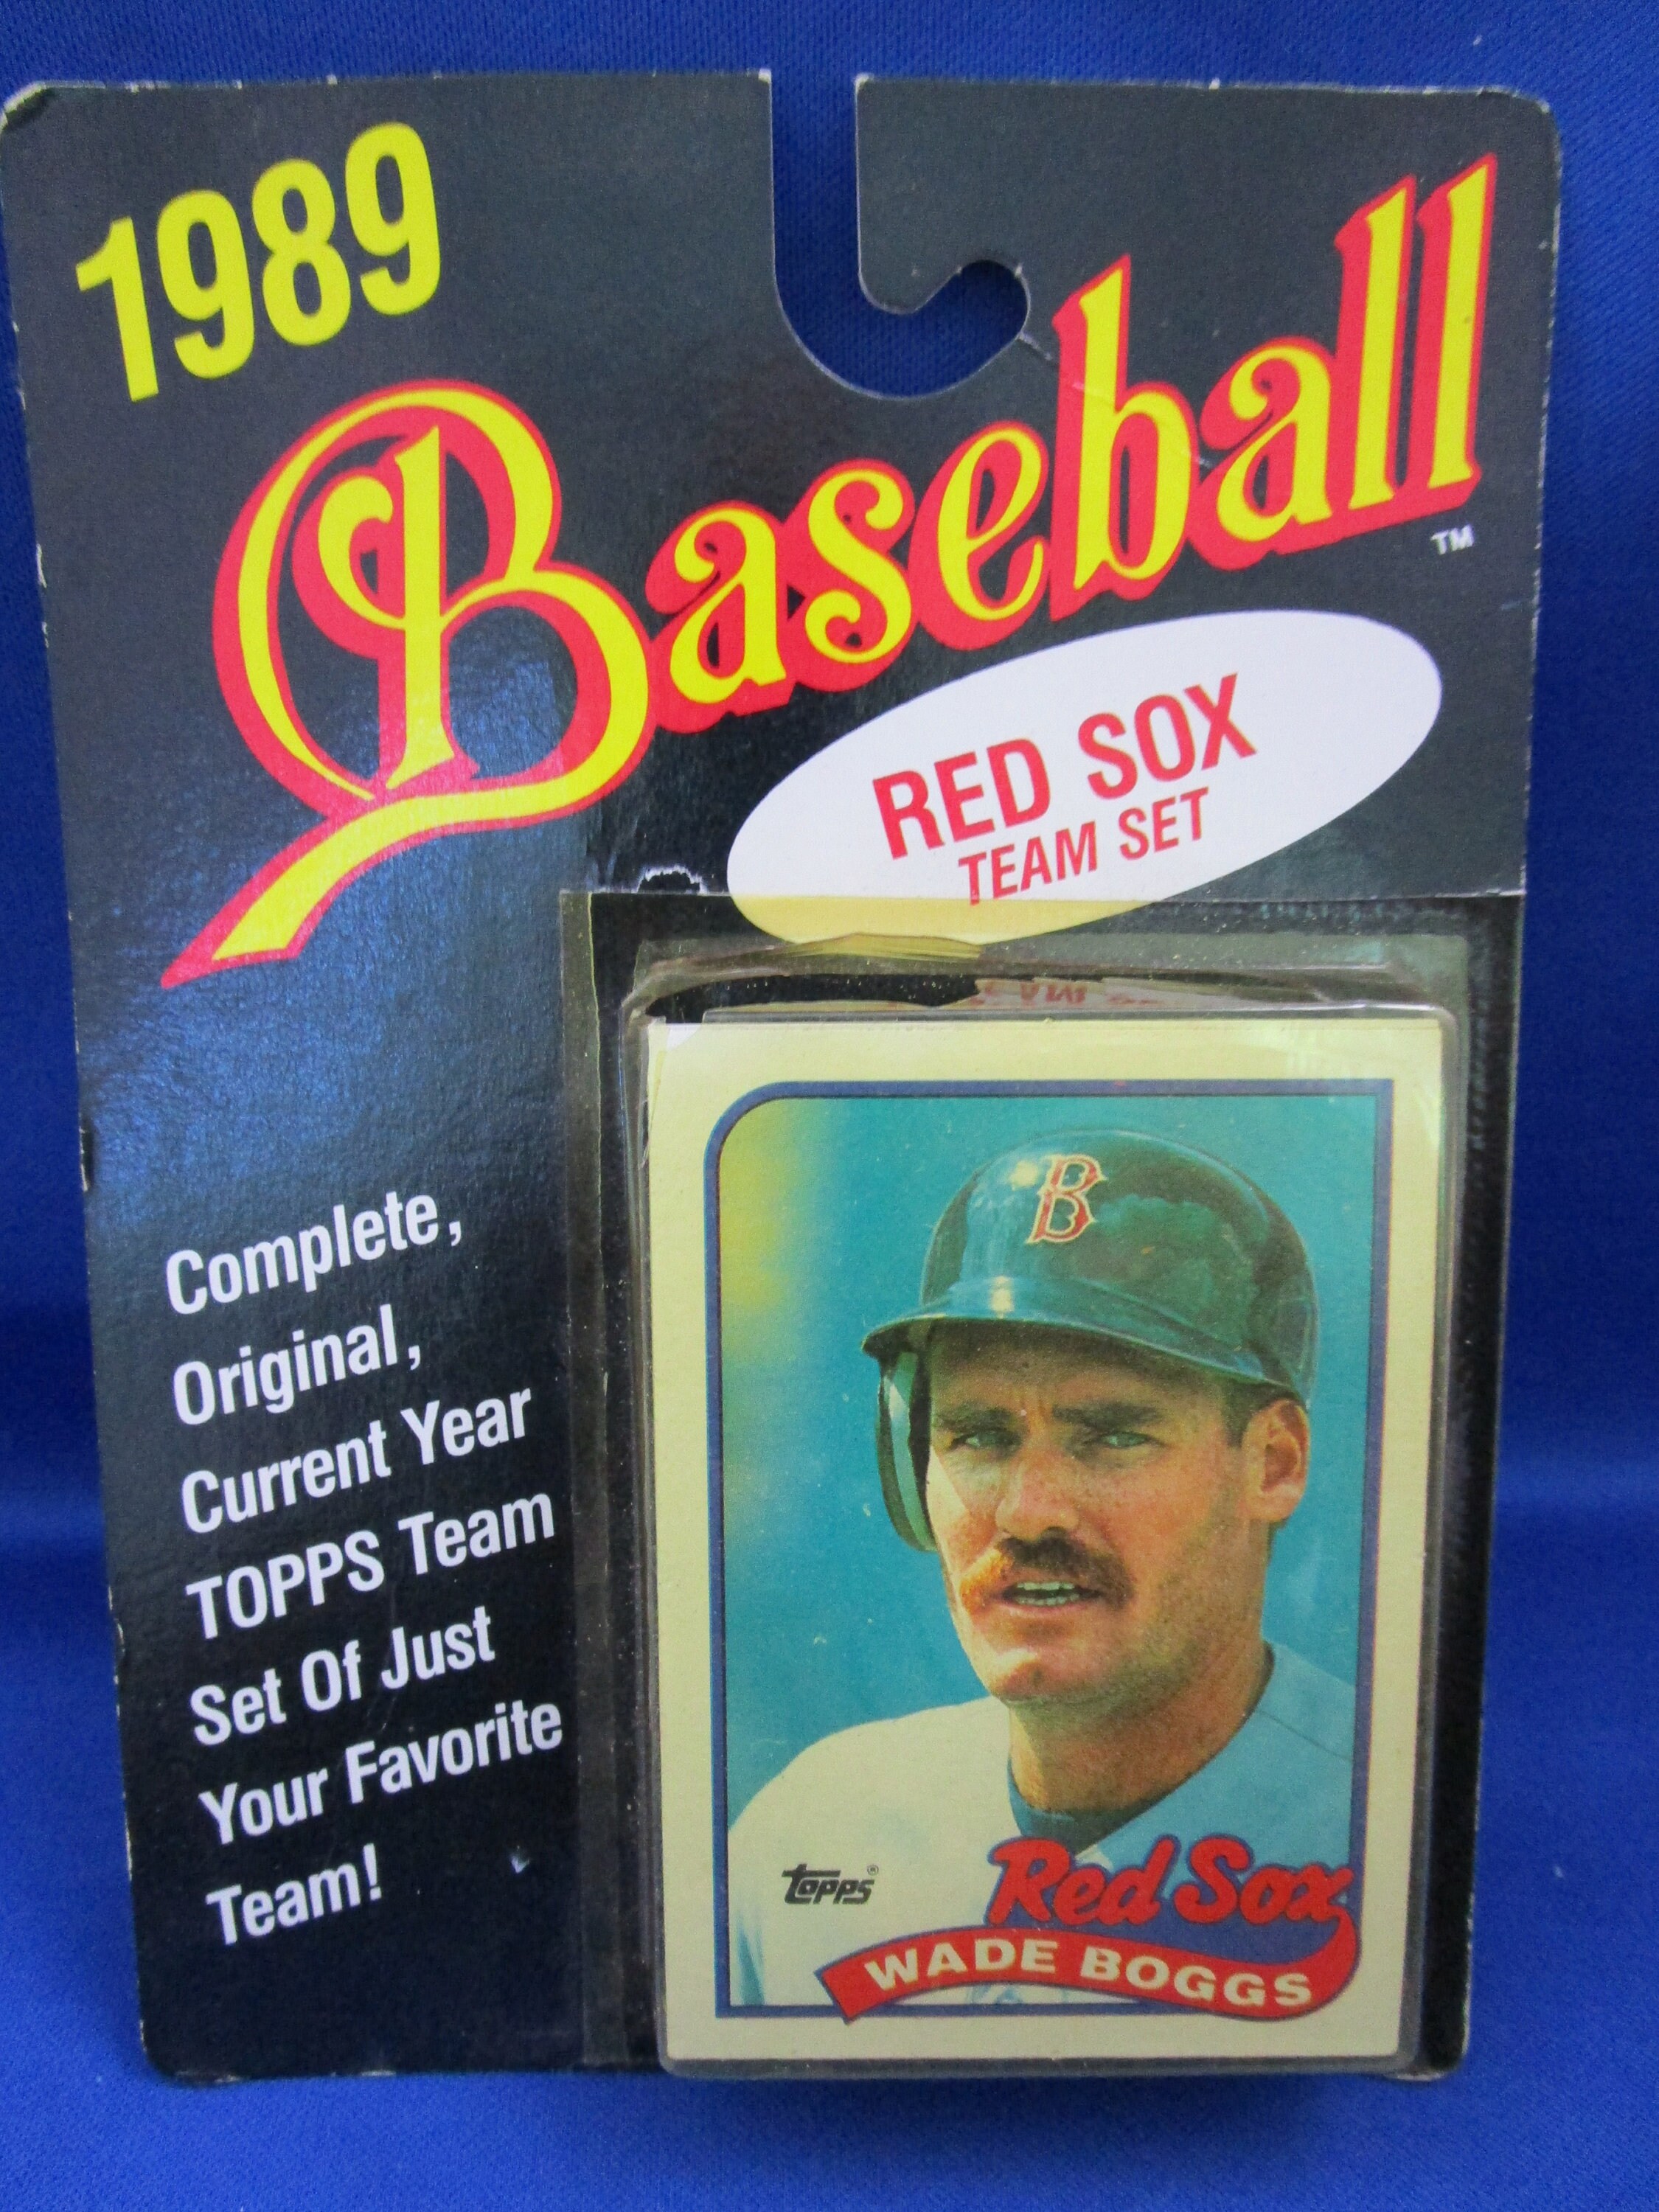 1989
Baseball
TM
RED SOX
TEAM SET
Complete,
Original,
Current Year
TOPPS Team
Set Of Just
Your Favorite
Team!
B
topps®
Red Sox
WADE BOGGS